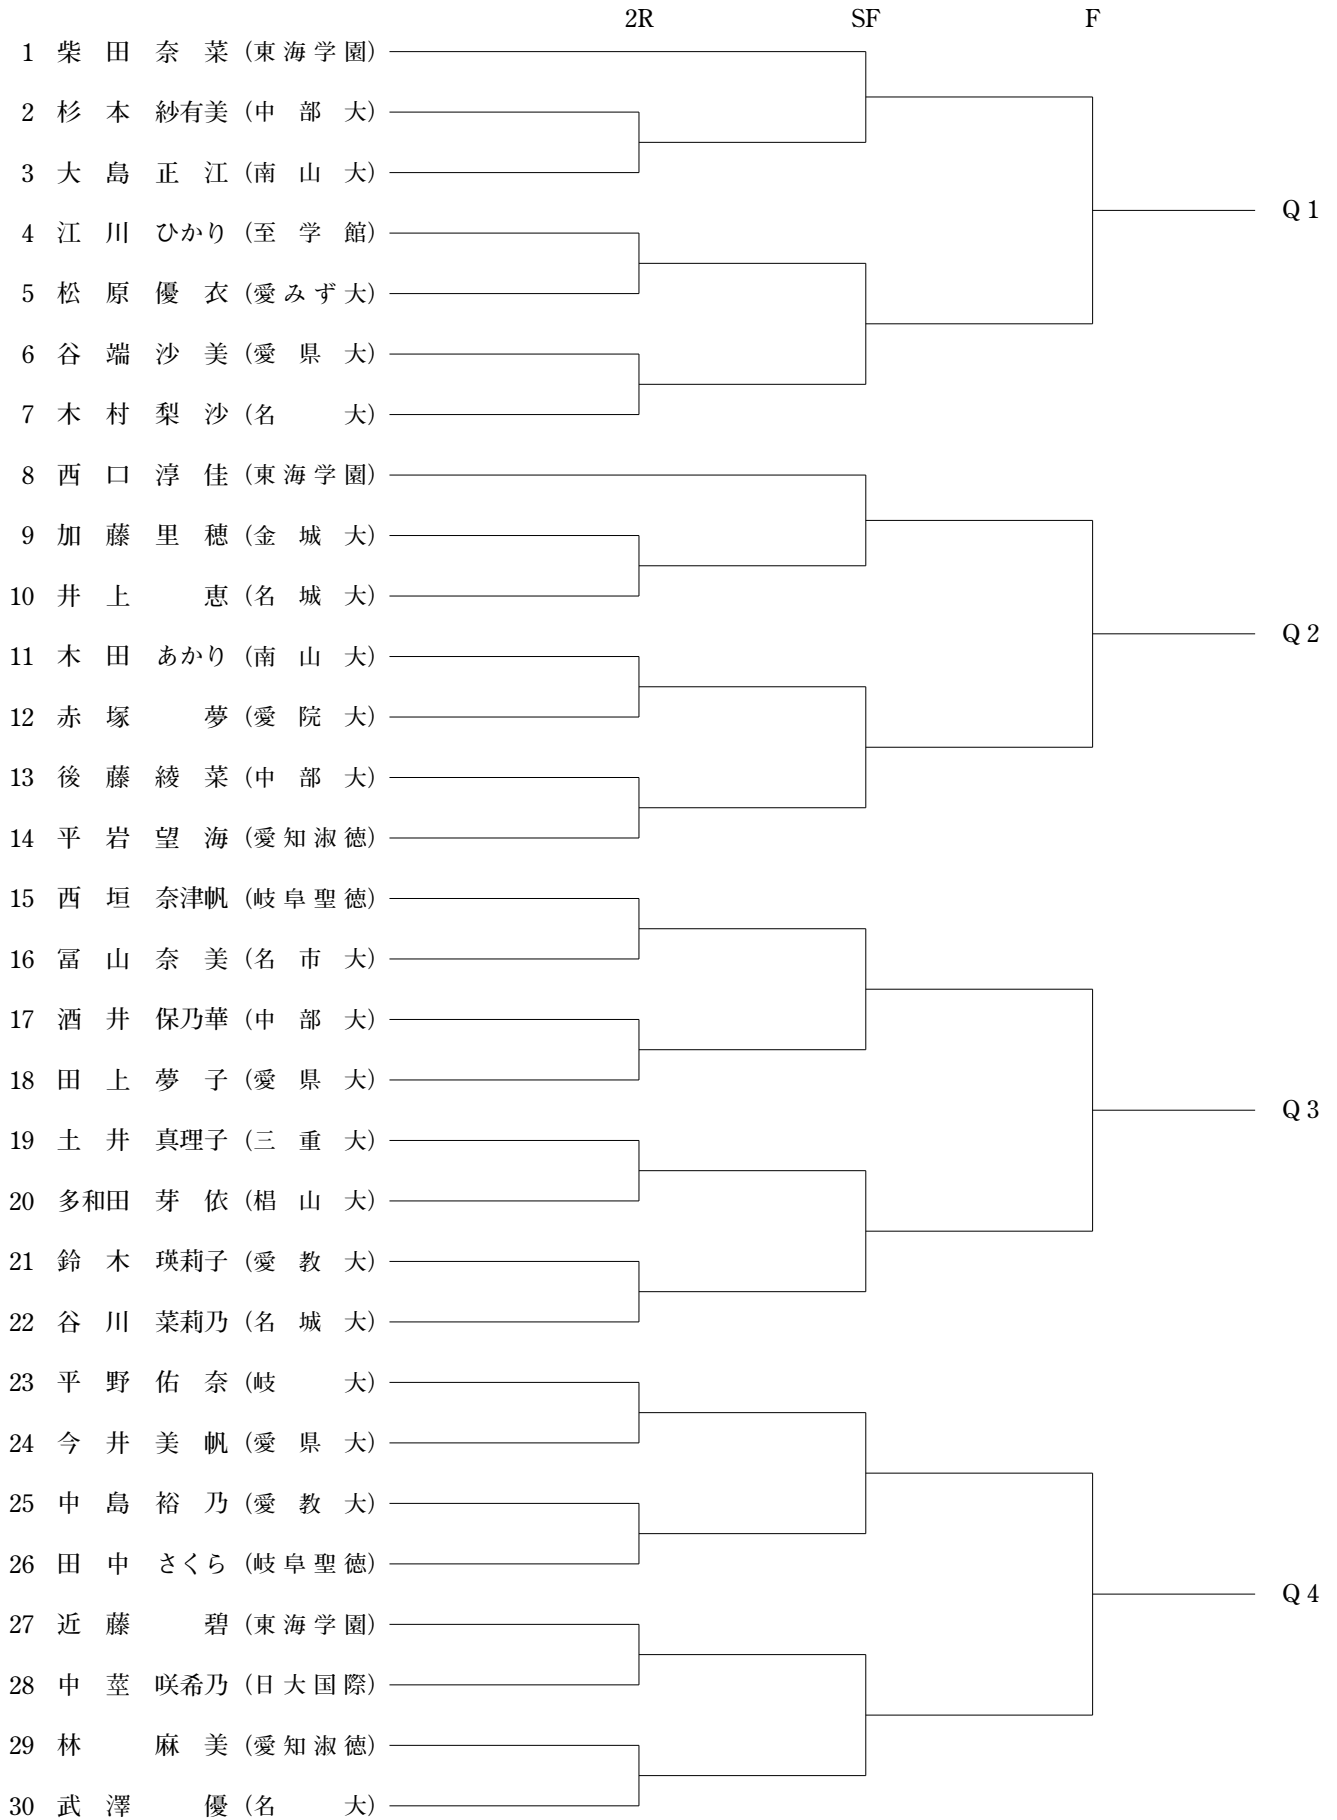 2R SF F
1 柴田 奈菜 (東海学園)
2 杉本 紗有美 (中部大)
3 大島 正江 (南山大)
4 江川 ひかり (至学館)
Q1
5 松原 優衣 (愛みず大)
6 谷端 沙美 (愛県大)
7 木村 梨沙 (名大)
8 西口 淳佳 (東海学園)
9 加藤 里穂 (金城大)
10 井上 恵 (名城大)
11 木田 あかり (南山大)
Q2
12 赤塚 夢 (愛院大)
13 後藤 綾菜 (中部大)
14 平岩 望海 (愛知淑徳)
15 西垣 奈津帆 (岐阜聖徳)
16 冨山 奈美 (名市大)
17 酒井 保乃華 (中部大)
18 田上 夢子 (愛県大)
Q3
19 土井 真理子 (三重大)
20 多和田 芽依 (椙山大)
21 鈴木 瑛莉子 (愛教大)
22 谷川 菜莉乃 (名城大)
23 平野 佑奈 (岐大)
24 今井 美帆 (愛県大)
25 中島 裕乃 (愛教大)
26 田中 さくら (岐阜聖徳)
Q4
27 近藤 碧 (東海学園)
28 中莖 咲希乃 (日大国際)
29 林 麻美 (愛知淑徳)
30 武澤 優 (名大)